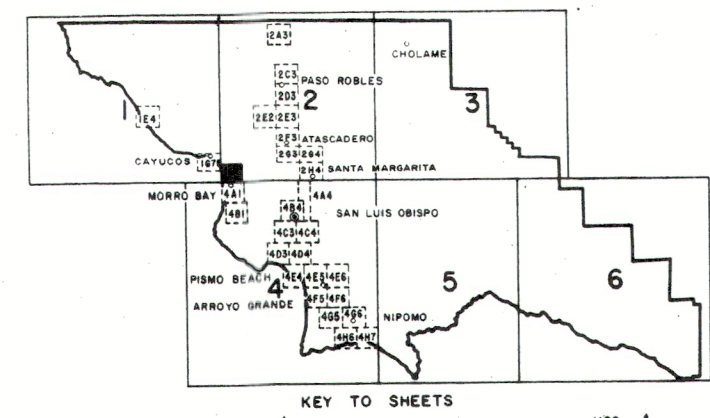 2A3
CHOLAME
2C3
PASO ROBLES
2D3
2
3
1
1E4
2E2 2E3
2F3
ATASCADERO
2G3 2G4
CAYUCOS
1G7
2H4
SANTA MARGARITA
MORRO BAY
4A1
4A4
4B1
4B4
SAN LUIS OBISPO
4C3 4C4
4D3 4D4
PISMO BEACH
4E4 4E5 4E6
4
5
6
ARROYO GRANDE
4F5 4F6
4G5 4G6
NIPOMO
4H6 4H7
KEY TO SHEETS